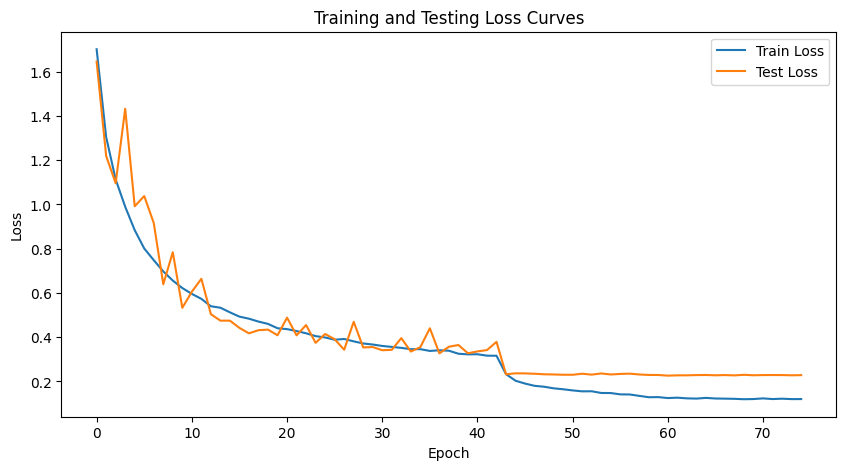 Training and Testing Loss Curves
Train Loss
Test Loss
1.6
1.4
1.2
1.0
0.8
0.6
0.4
0.2
Loss
0 10 20 30 40 50 60 70
Epoch